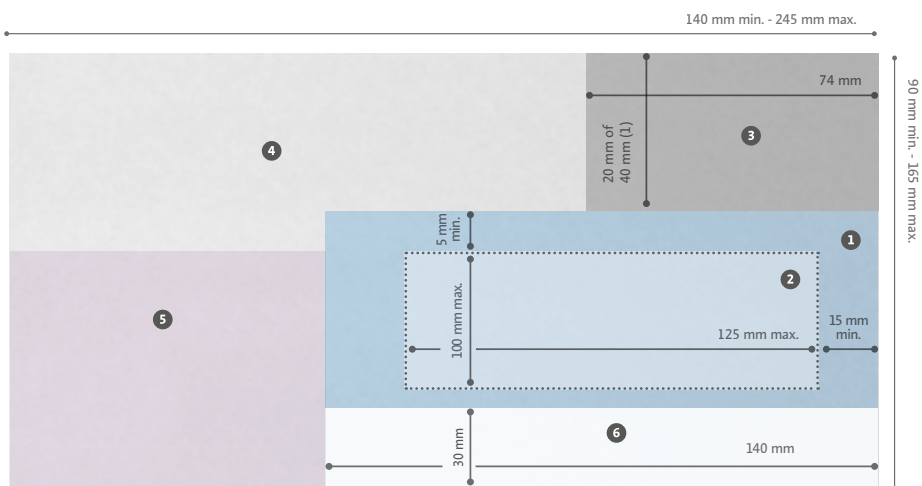 140 mm min. - 245 mm max.
74 mm
90 mm min. - 165 mm max.
20 mm of
40 mm (1)
3
4
5 mm
min.
1
2
100 mm max.
5
15 mm
min.
125 mm max.
6
30 mm
140 mm